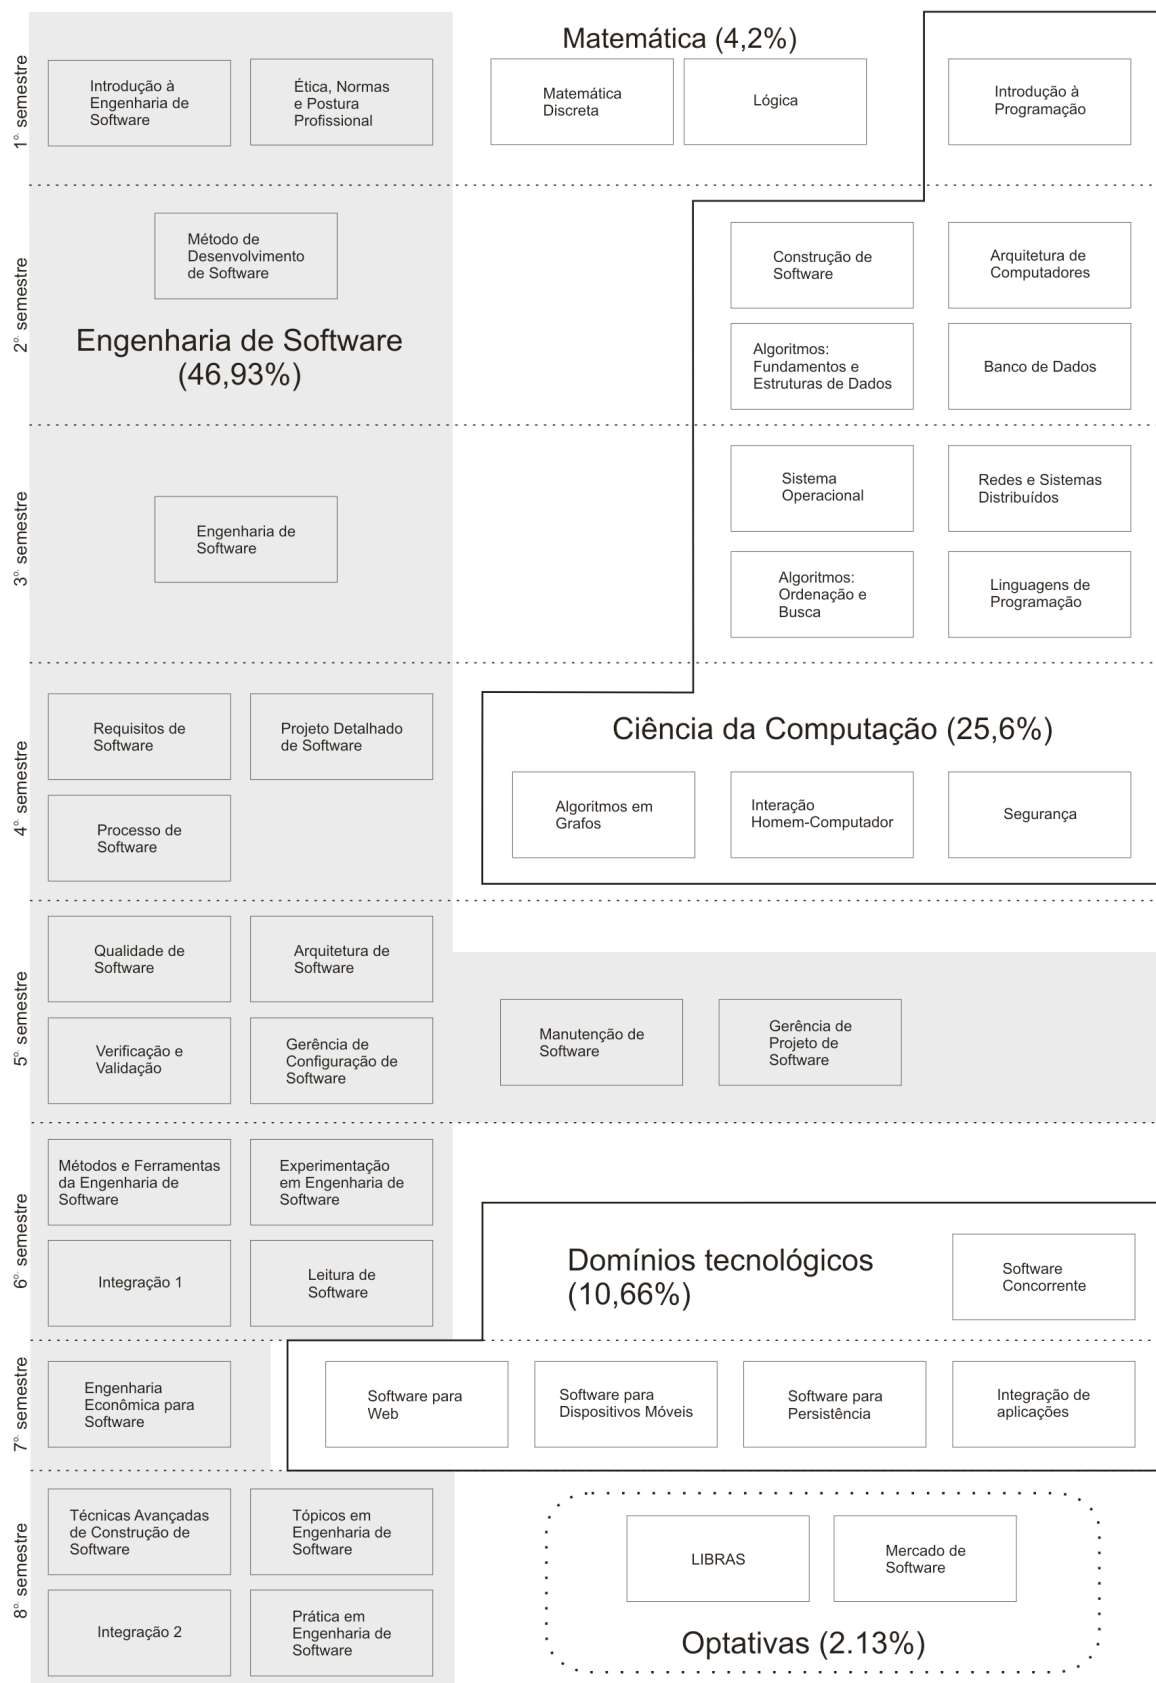 1º. semestre
Introdução à
Engenharia de
Software
Ética, Normas
e Postura
Profissional
Matemática (4,2%)
Matemática
Discreta
Lógica
Introdução à
Programação
2º. semestre
Método de
Desenvolvimento
de Software
Engenharia de Software
(46,93%)
Construção de
Software
Arquitetura de
Computadores
Algoritmos:
Fundamentos e
Estruturas de Dados
Banco de Dados
3º. semestre
Engenharia de
Software
Sistema
Operacional
Redes e Sistemas
Distribuídos
Algoritmos:
Ordenação e
Busca
Linguagens de
Programação
4º. semestre
Requisitos de
Software
Projeto Detalhado
de Software
Processo de
Software
Ciência da Computação (25,6%)
Algoritmos em
Grafos
Interação
Homem-Computador
Segurança
5º. semestre
Qualidade de
Software
Arquitetura de
Software
Verificação e
Validação
Gerência de
Configuração de
Software
Manutenção de
Software
Gerência de
Projeto de
Software
6º. semestre
Métodos e Ferramentas
da Engenharia de
Software
Experimentação
em Engenharia de
Software
Integração 1
Leitura de
Software
Domínios tecnológicos
(10,66%)
Software
Concorrente
7º. semestre
Engenharia
Econômica para
Software
Software para
Web
Software para
Dispositivos Móveis
Software para
Persistência
Integração de
aplicações
8º. semestre
Técnicas Avançadas
de Construção de
Software
Tópicos em
Engenharia de
Software
Integração 2
Prática em
Engenharia de
Software
LIBRAS
Mercado de
Software
Optativas (2.13%)